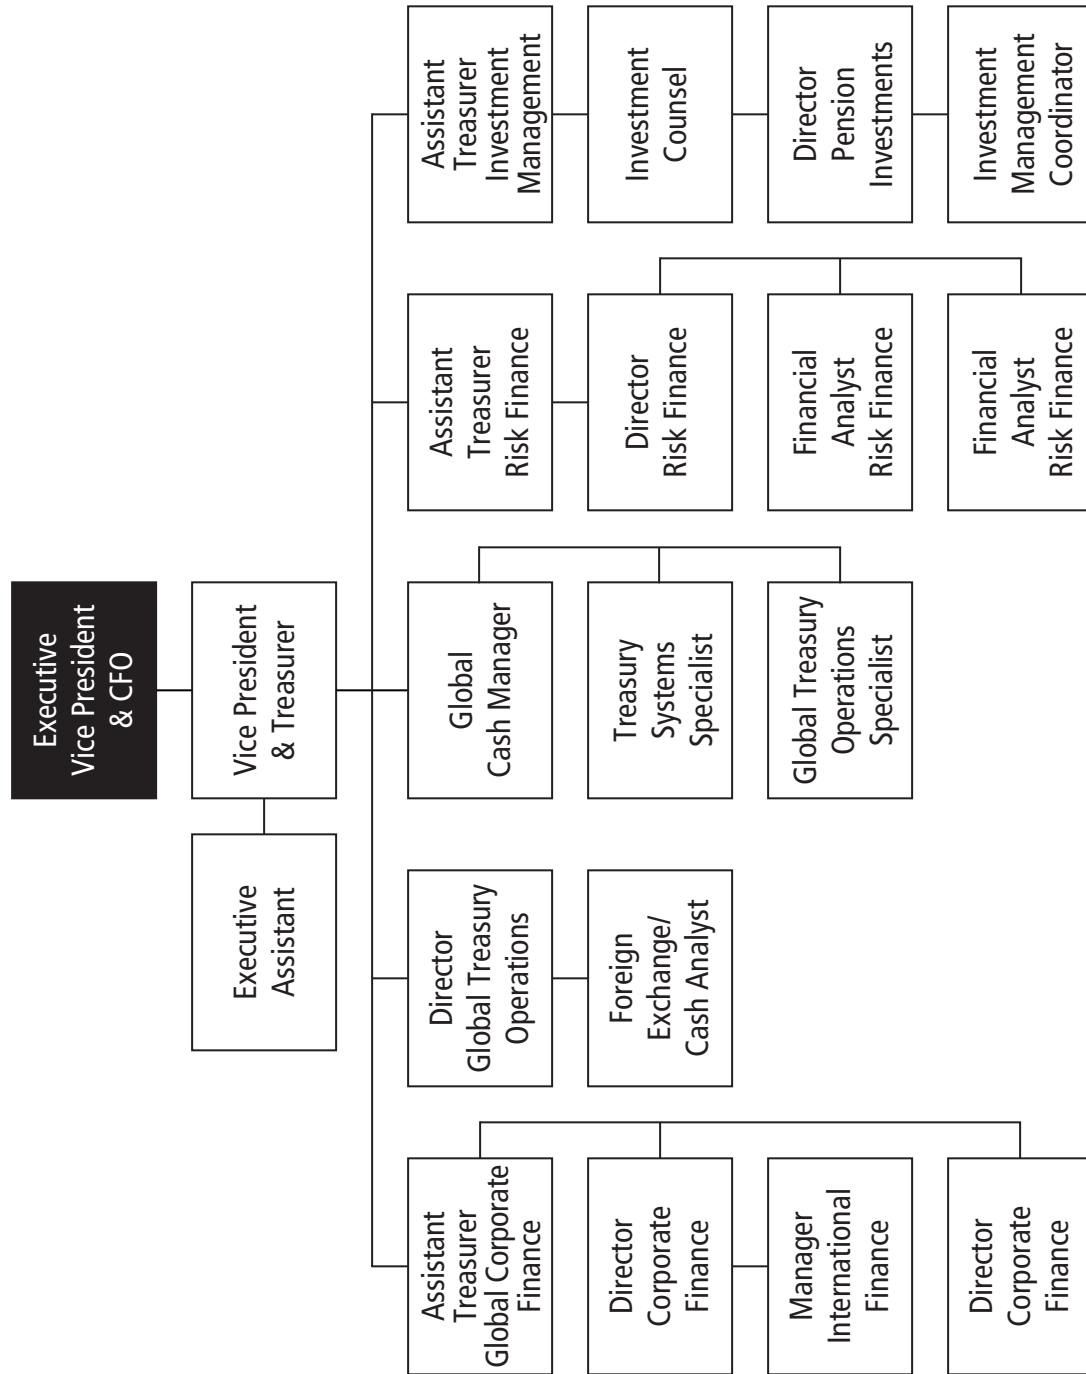 Executive
Vice President
& CFO
Executive
Assistant
Vice President
& Treasurer
Assistant
Treasurer
Global Corporate
Finance
Director
Corporate
Finance
Manager
International
Finance
Director
Corporate
Finance
Director
Global Treasury
Operations
Foreign
Exchange/
Cash Analyst
Global
Cash Manager
Treasury
Systems
Specialist
Global Treasury
Operations
Specialist
Assistant
Treasurer
Risk Finance
Director
Risk Finance
Financial
Analyst
Risk Finance
Financial
Analyst
Risk Finance
Assistant
Treasurer
Investment
Management
Investment
Counsel
Director
Pension
Investments
Investment
Management
Coordinator